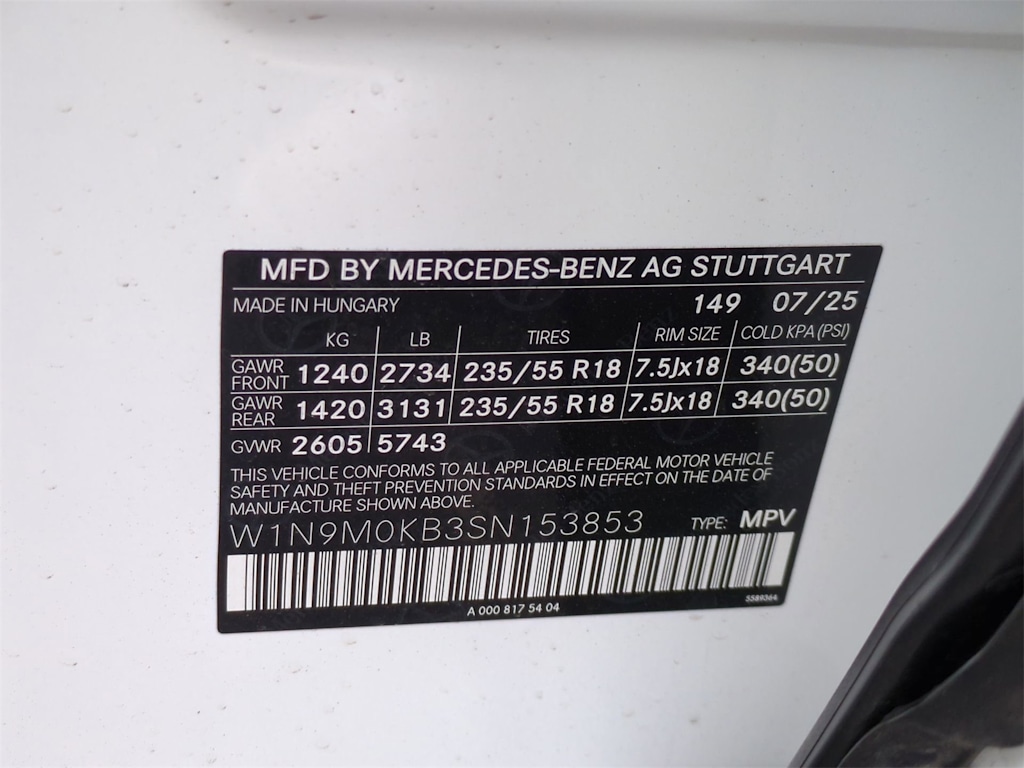 MFD BY MERCEDES-BENZ AG STUTTGART
MADE IN HUNGARY 149 07/25
KG LB TIRES RIM SIZE COLD KPA (PSI)
GAWR FRONT 1240 2734 235/55 R18 7.5Jx18 340(50)
GAWR REAR 1420 3131 235/55 R18 7.5Jx18 340(50)
GVWR 2605 5743
THIS VEHICLE CONFORMS TO ALL APPLICABLE FEDERAL MOTOR VEHICLE
SAFETY AND THEFT PREVENTION STANDARDS IN EFFECT ON THE DATE OF
MANUFACTURE SHOWN ABOVE.
W1N9M0KB3SN153853 TYPE: MPV
A 000 817 54 04 5589364